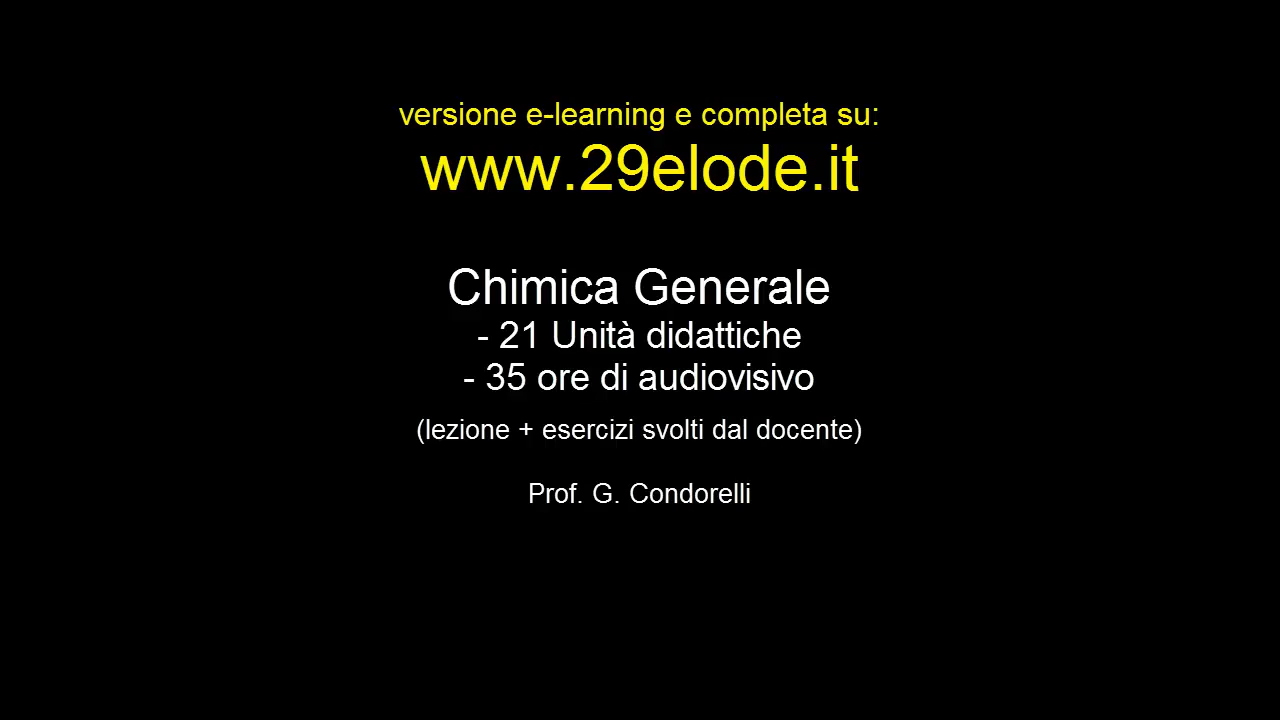 versione e-learning e completa su:
www.29elode.it
Chimica Generale
- 21 Unità didattiche
- 35 ore di audiovisivo
(lezione + esercizi svolti dal docente)
Prof. G. Condorelli